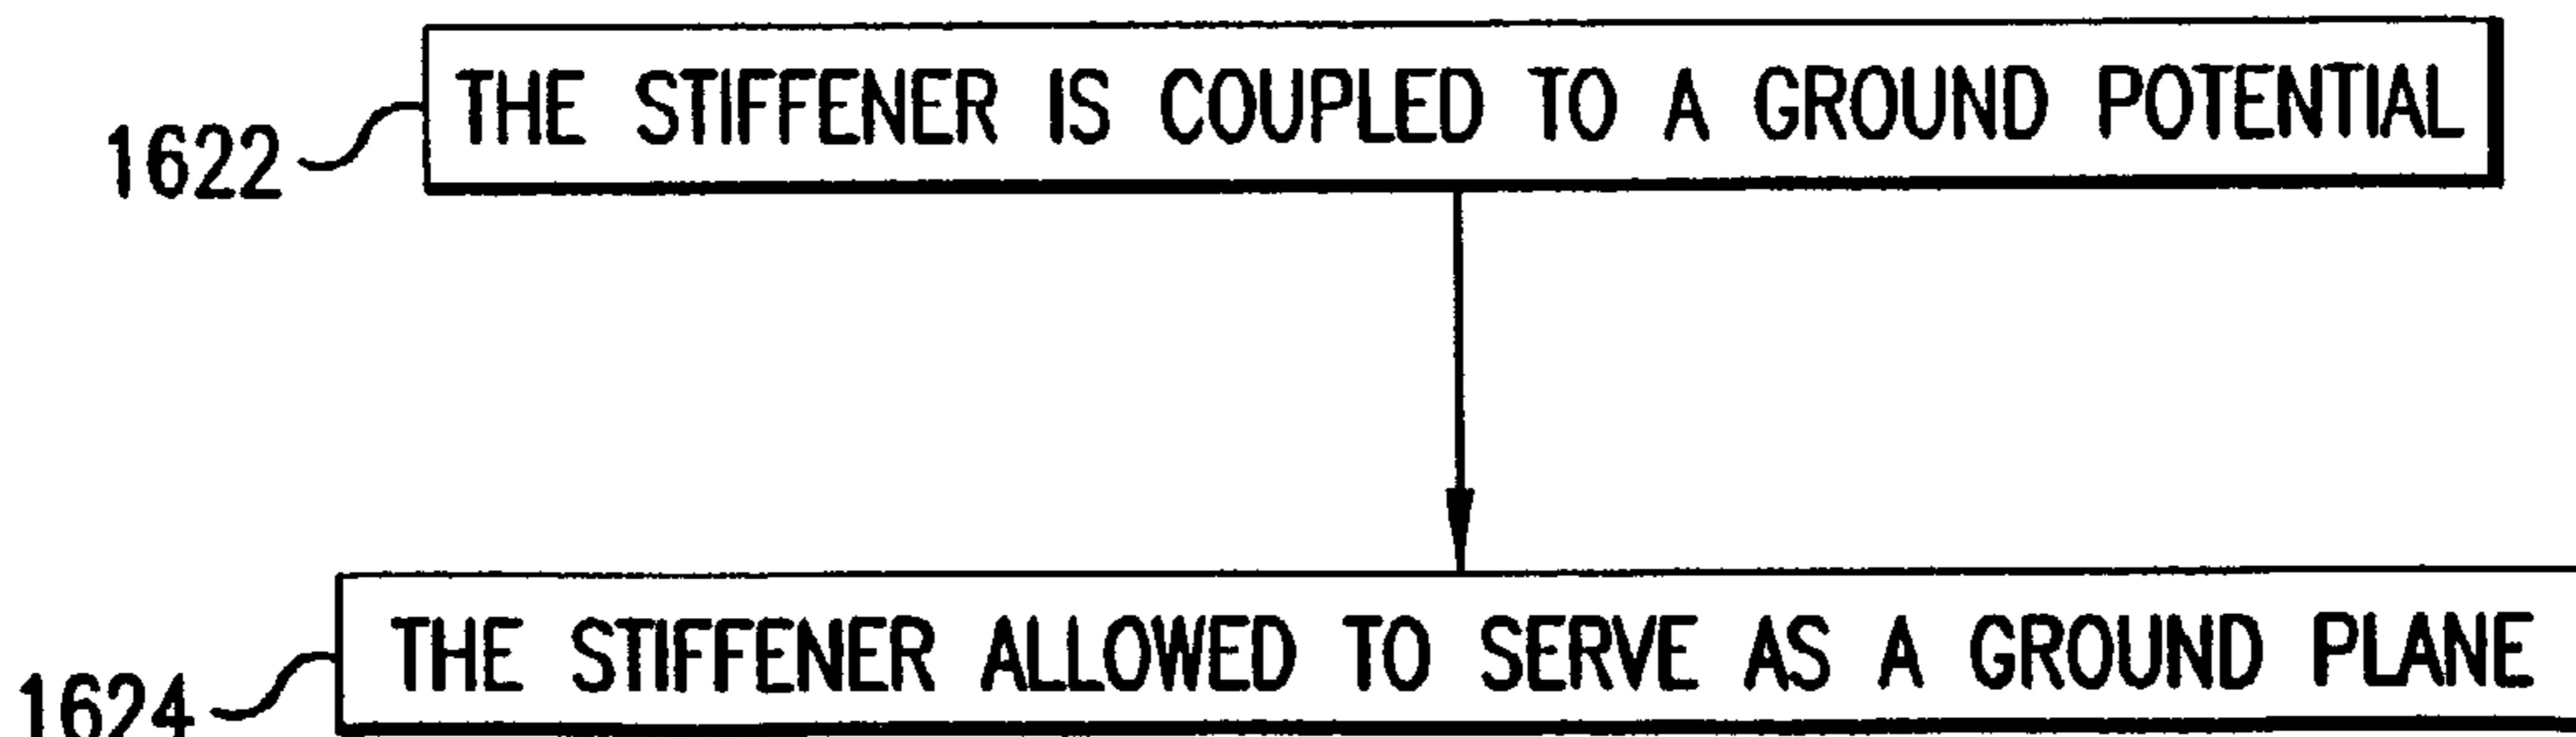 1622 THE STIFFENER IS COUPLED TO A GROUND POTENTIAL
1624 THE STIFFENER ALLOWED TO SERVE AS A GROUND PLANE